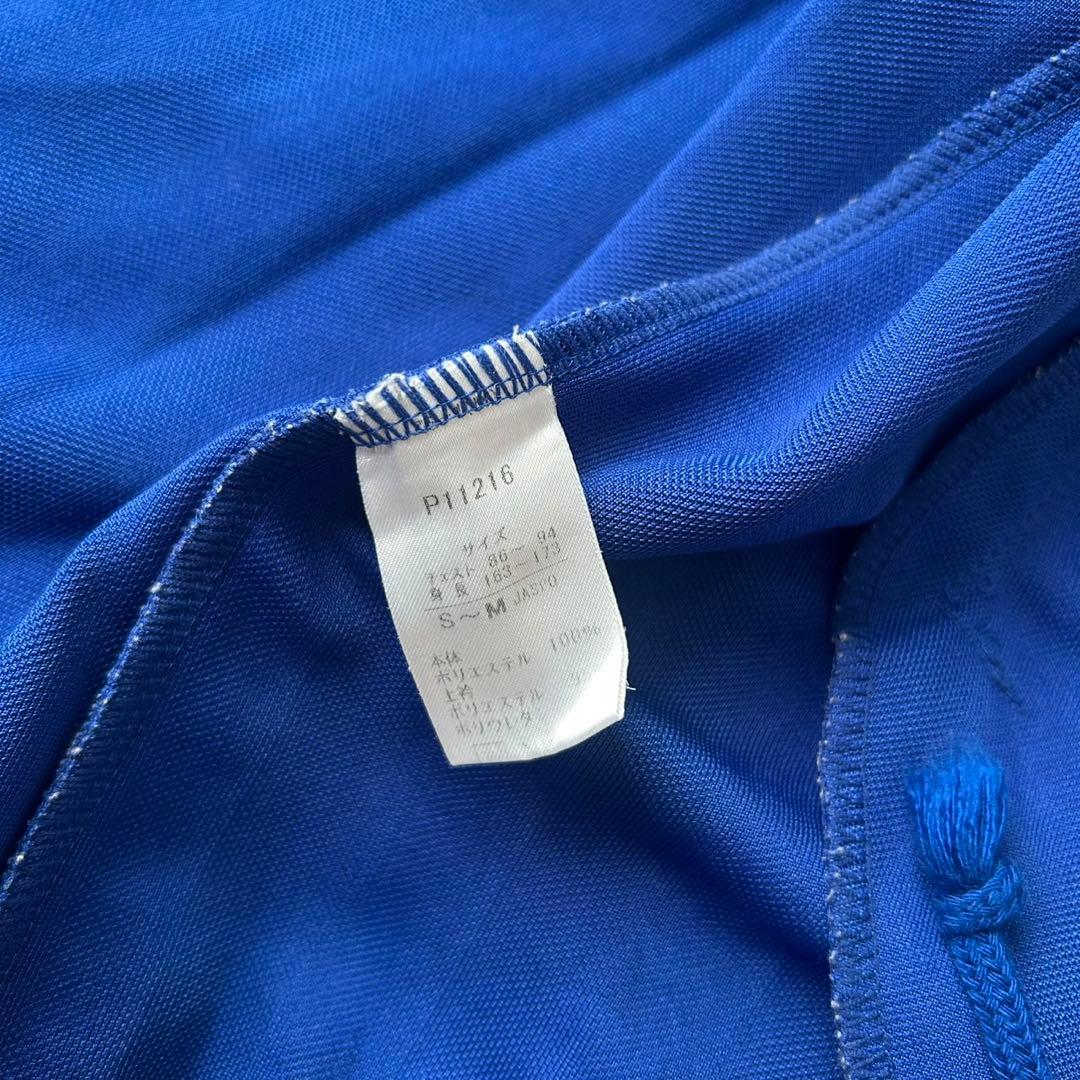 P11216
サイズ
チェスト 86～94
身長 163～173
S～M JASPO
本体
ポリエステル 100%
上衿
ポリエステル
ポリウレタ